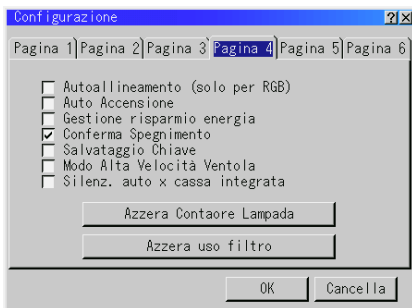 Configurazione
Pagina 1 Pagina 2 Pagina 3 Pagina 4 Pagina 5 Pagina 6
Autoallineamento (solo per RGB)
Auto Accensione
Gestione risparmio energia
Conferma Spegnimento
Salvataggio Chiave
Modo Alta Velocità Ventola
Silenz. auto x cassa integrata
Azzera Contaore Lampada
Azzera uso filtro
OK Cancella